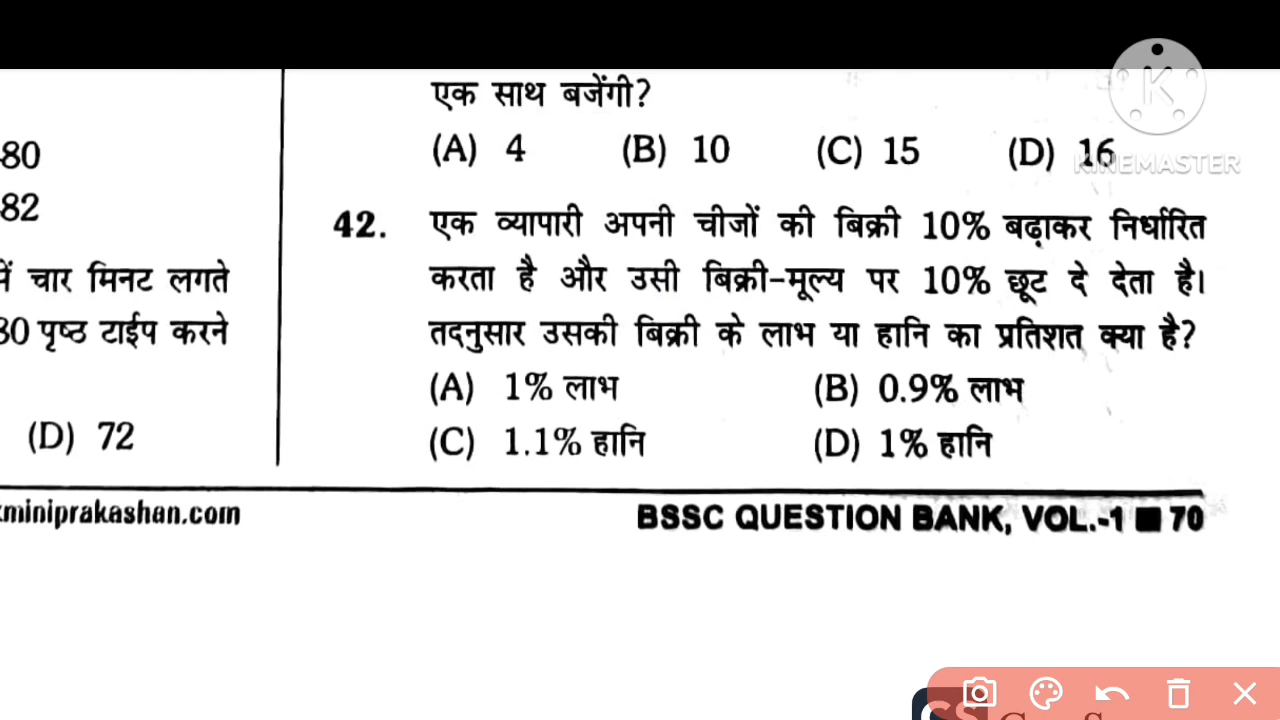 एक साथ बजेंगी?
(A) 4 (B) 10 (C) 15 (D) 16
KINEMASTER
80
82
में चार मिनट लगते
30 पृष्ठ टाईप करने
(D) 72
42. एक व्यापारी अपनी चीजों की बिक्री 10% बढ़ाकर निर्धारित
करता है और उसी बिक्री-मूल्य पर 10% छूट दे देता है।
तदनुसार उसकी बिक्री के लाभ या हानि का प्रतिशत क्या है?
(A) 1% लाभ (B) 0.9% लाभ
(C) 1.1% हानि (D) 1% हानि
miniprakashan.com
BSSC QUESTION BANK, VOL.-1 ■ 70